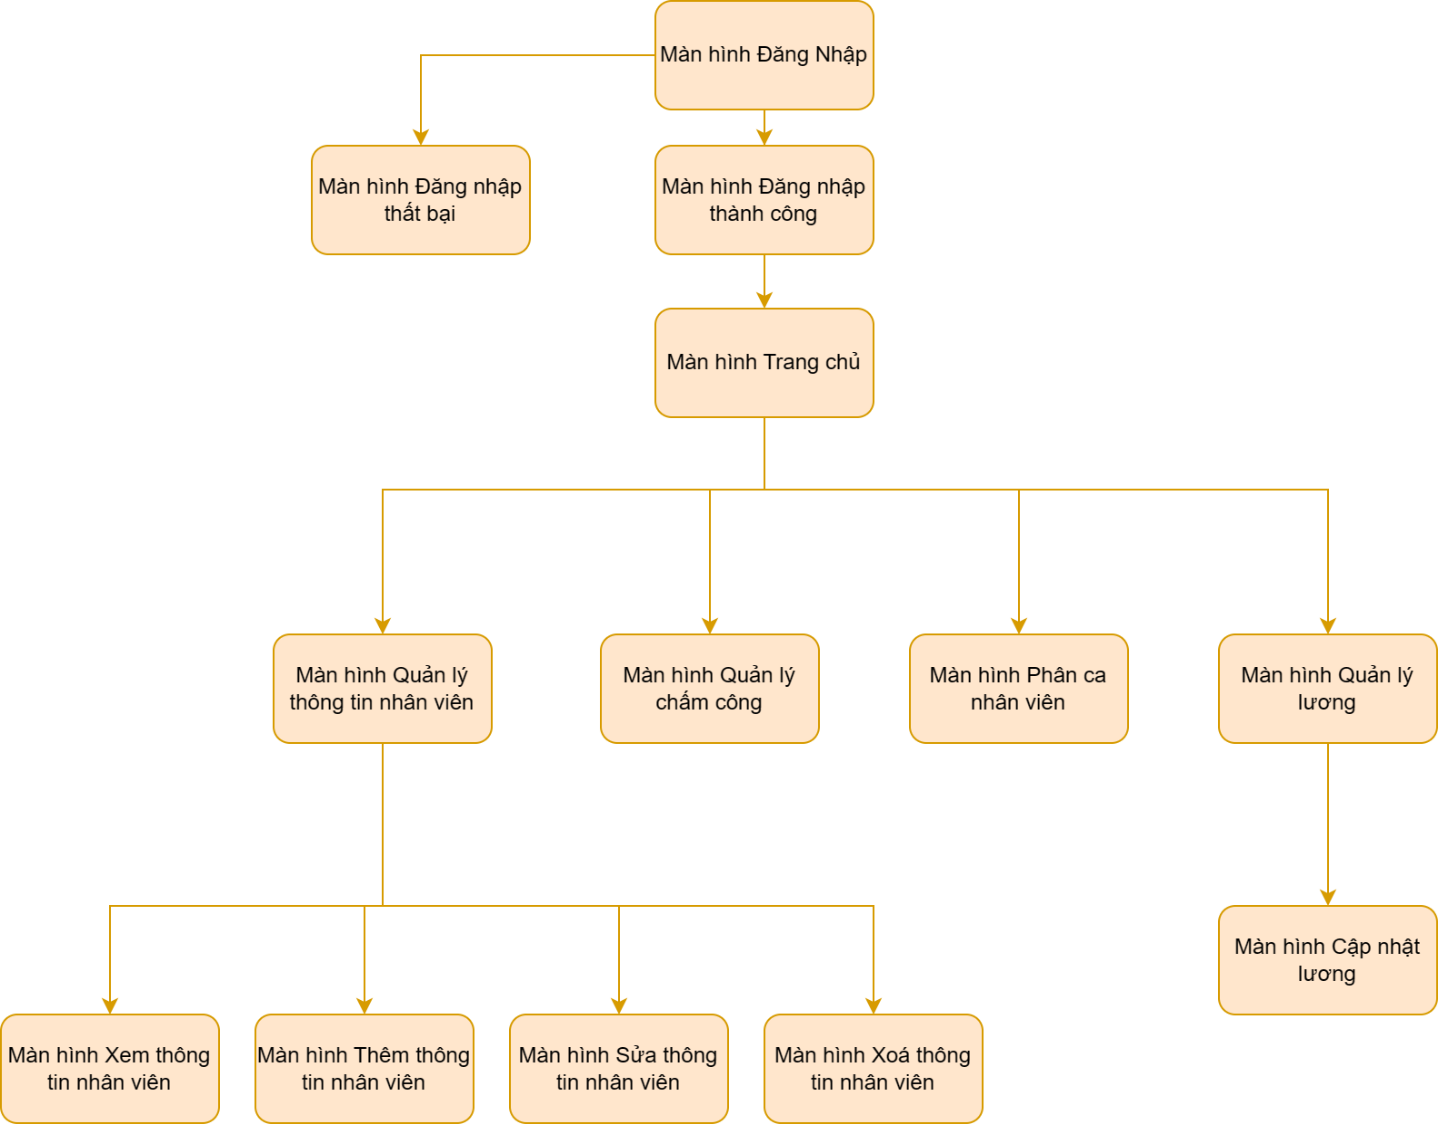 Màn hình Đăng Nhập
Màn hình Đăng nhập
thất bại
Màn hình Đăng nhập
thành công
Màn hình Trang chủ
Màn hình Quản lý
thông tin nhân viên
Màn hình Quản lý
chấm công
Màn hình Phân ca
nhân viên
Màn hình Quản lý
lương
Màn hình Cập nhật
lương
Màn hình Xem thông
tin nhân viên
Màn hình Thêm thông
tin nhân viên
Màn hình Sửa thông
tin nhân viên
Màn hình Xoá thông
tin nhân viên